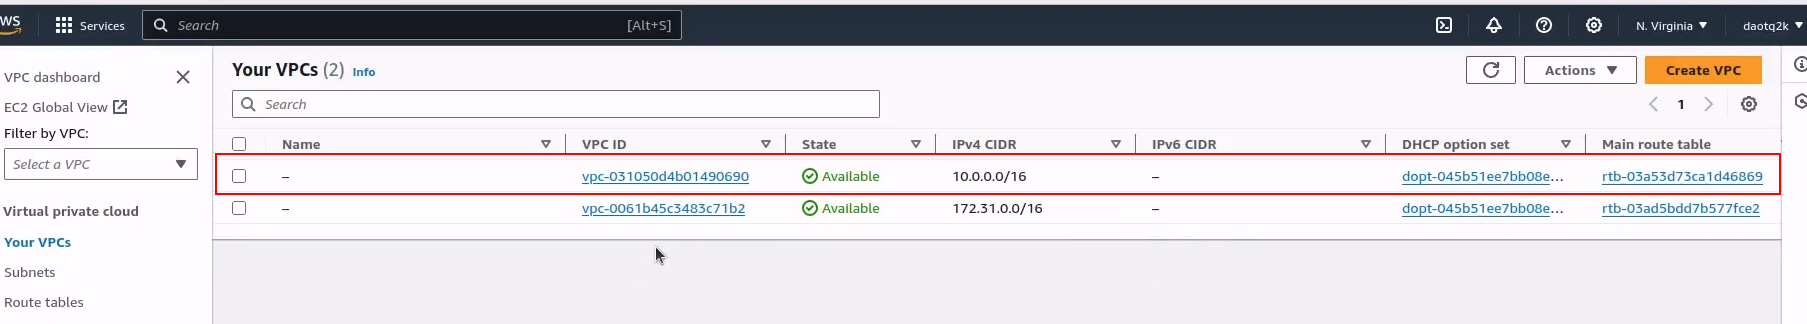 WS
Services
Search
[Alt+S]
N. Virginia
daotq2k
VPC dashboard
EC2 Global View
Filter by VPC:
Select a VPC
Virtual private cloud
Your VPCs
Subnets
Route tables
Your VPCs (2) Info
Actions
Create VPC
Search
1
Name VPC ID State IPv4 CIDR IPv6 CIDR DHCP option set Main route table
– vpc-031050d4b01490690 Available 10.0.0.0/16 – dopt-045b51ee7bb08e... rtb-03a53d73ca1d46869
– vpc-0061b45c3483c71b2 Available 172.31.0.0/16 – dopt-045b51ee7bb08e... rtb-03ad5bdd7b577fce2